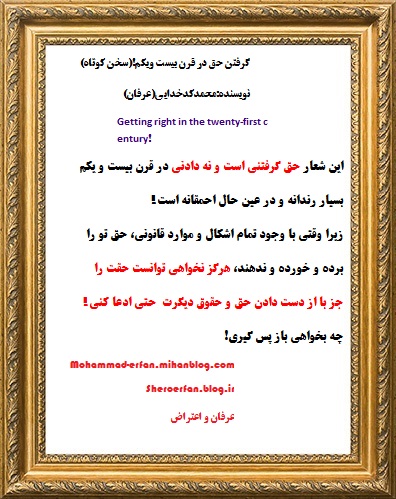 گرفتن حق در قرن بیست ویکم!(سخن کوتاه)
نویسنده:محمدکدخدایی(عرفان)
Getting right in the twenty-first c
entury!
این شعار حق گرفتنی است و نه دادنی در قرن بیست و یکم
بسیار رندانه و در عین حال احمقانه است!
زیرا وقتی با وجود تمام اشکال و موارد قانونی، حق تو را
برده و خورده و ندهند، هرگز نخواهی توانست حقت را
جز با از دست دادن حق و حقوق دیگرت حتی ادعا کنی!
چه بخواهی باز پس گیری!
Mohammad-erfan.mihanblog.com
Sheroerfan.blog.ir
عرفان و اعتراض